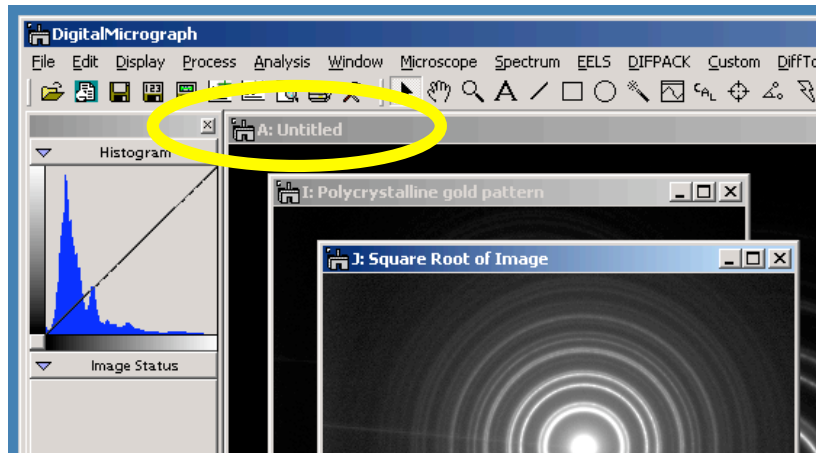 DigitalMicrograph
File Edit Display Process Analysis Window Microscope Spectrum EELS DIFPACK Custom DiffTo
A: Untitled
Histogram
I: Polycrystalline gold pattern
J: Square Root of Image
Image Status